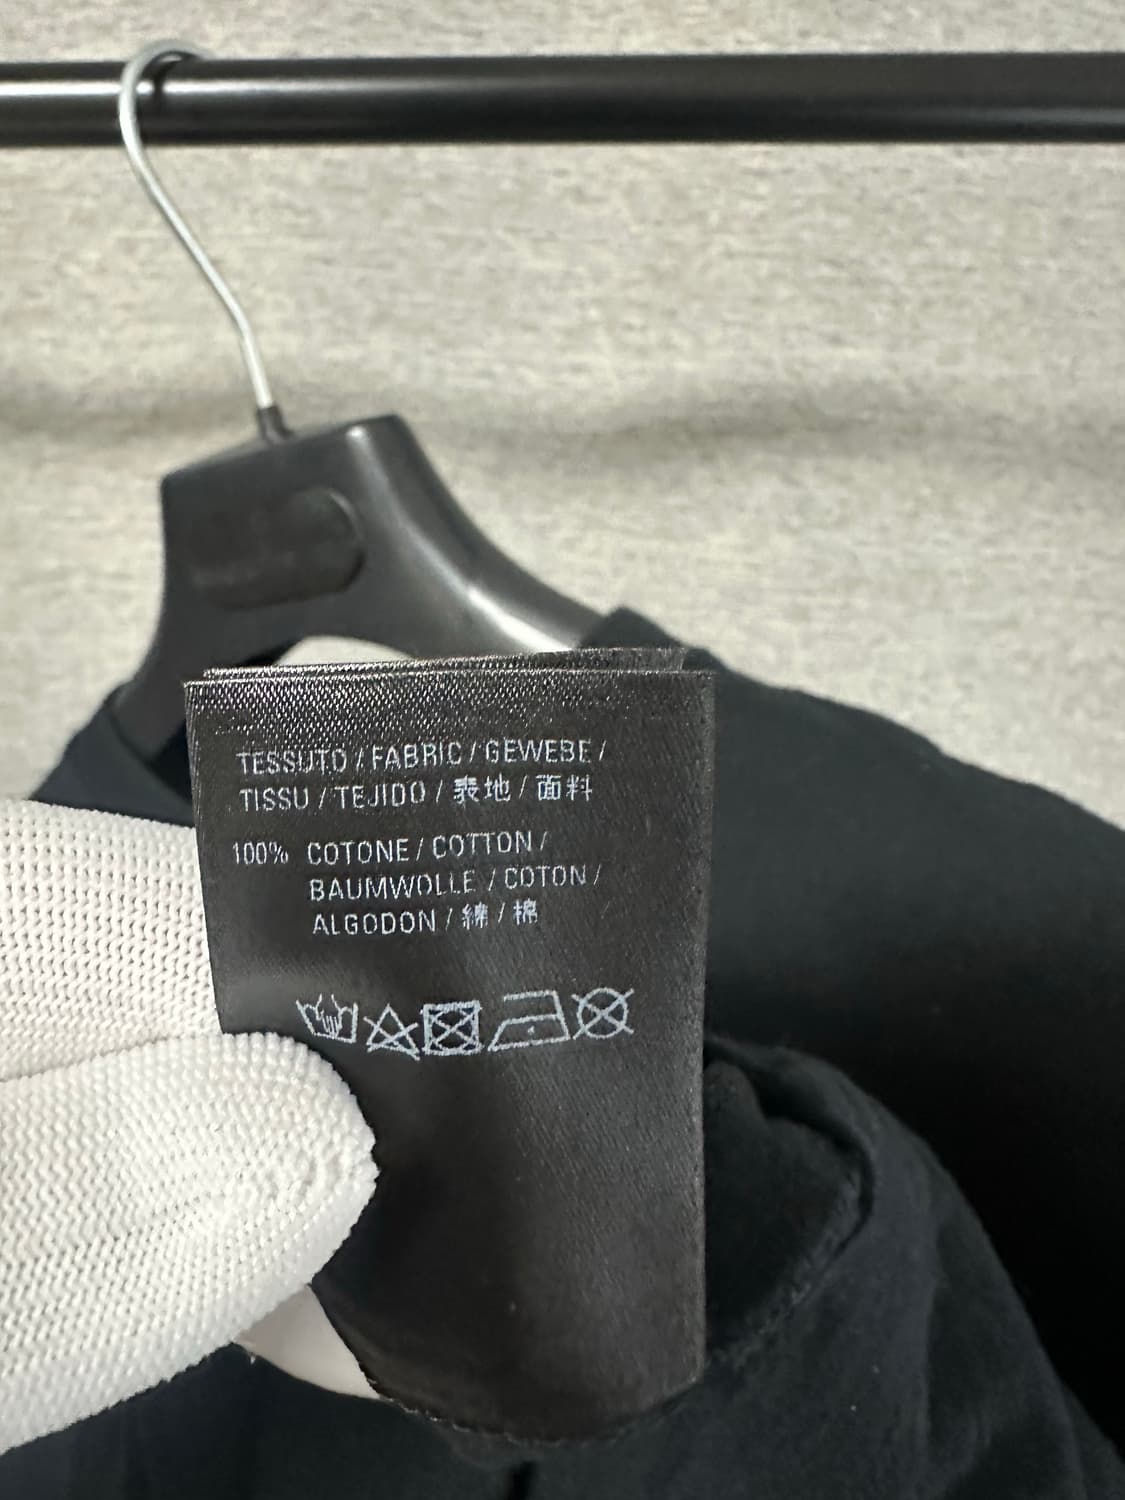 TESSUTO / FABRIC / GEWEBE /
TISSU / TEJIDO / 表地 / 面料
100% COTONE / COTTON /
BAUMWOLLE / COTON /
ALGODON / 綿 / 棉